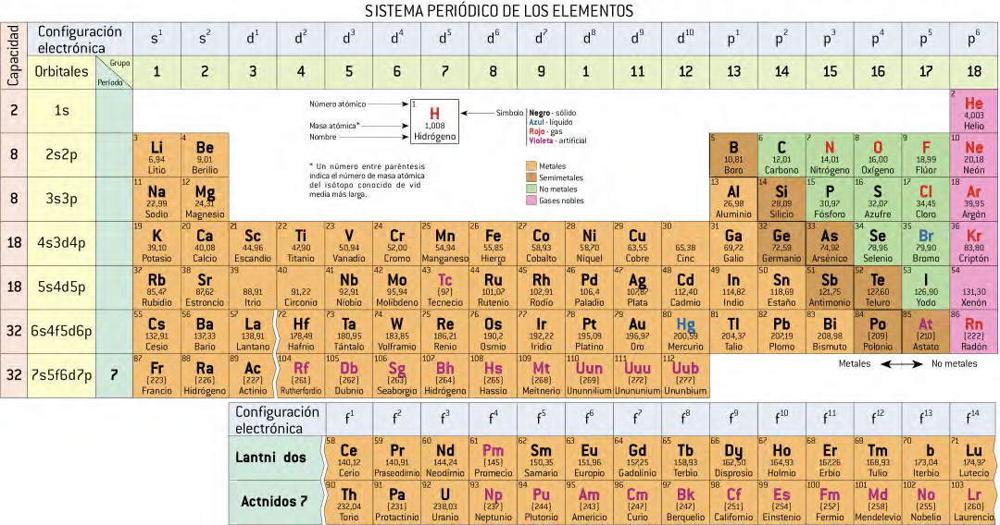 SISTEMA PERIÓDICO DE LOS ELEMENTOS
Capacidad
Configuración
electrónica
s1 s2 d1 d2 d3 d4 d5 d6 d7 d8 d9 d10 p1 p2 p3 p4 p5 p6
Orbitales Grupo
Período
1 2 3 4 5 6 7 8 9 1 11 12 13 14 15 16 17 18
Número atómico
Masa atómica*
Nombre
1
H
1,008
Hidrógeno
Símbolo
Negro - sólido
Azul - líquido
Rojo - gas
Violeta - artificial
* Un número entre paréntesis
indica el número de masa atómica
del isótopo conocido de vid
media más larga.
Metales
Semimetales
No metales
Gases nobles
2 1s
2
He
4,003
Helio
8 2s2p
3 4 5 6 7 8 9 10
Li Be B C N O F Ne
6,94 9,01 10,81 12,01 14,01 16,00 18,99 20,18
Litio Berilio Boro Carbono Nitrógeno Oxígeno Flúor Neón
8 3s3p
11 12 13 14 15 16 17 18
Na Mg Al Si P S Cl Ar
22,99 24,31 26,98 28,09 30,97 32,07 34,45 39,95
Sodio Magnesio Aluminio Silicio Fósforo Azufre Cloro Argón
18 4s3d4p
19 20 21 22 23 24 25 26 27 28 29 30 31 32 33 34 35 36
K Ca Sc Ti V Cr Mn Fe Co Ni Cu Ga Ge As Se Br Kr
39,10 40,08 44,96 47,90 50,94 52,00 54,94 55,85 58,93 58,70 63,55 65,38 69,72 72,59 74,92 78,96 79,90 83,80
Potasio Calcio Escandio Titanio Vanadio Cromo Manganeso Hierro Cobalto Níquel Cobre Cinc Galio Germanio Arsénico Selenio Bromo Criptón
18 5s4d5p
37 38 39 40 41 42 43 44 45 46 47 48 49 50 51 52 53 54
Rb Sr Nb Mo Tc Ru Rh Pd Ag Cd In Sn Sb Te I
85,47 87,62 88,91 91,22 92,91 95,94 (97) 101,07 102,91 106,4 107,87 112,40 114,82 118,69 121,75 127,60 126,90 131,30
Rubidio Estroncio Itrio Circonio Niobio Molibdeno Tecnecio Rutenio Rodio Paladio Plata Cadmio Indio Estaño Antimonio Teluro Yodo Xenón
32 6s4f5d6p
55 56 57 72 73 74 75 76 77 78 79 80 81 82 83 84 85 86
Cs Ba La Hf Ta W Re Os Ir Pt Au Hg Tl Pb Bi Po At Rn
132,91 137,33 138,91 178,49 180,95 183,85 186,21 190,2 192,22 195,09 196,97 200,59 204,37 207,19 208,98 (209) (210) (222)
Cesio Bario Lantano Hafnio Tántalo Volframio Renio Osmio Iridio Platino Oro Mercurio Talio Plomo Bismuto Polonio Astato Radón
32 7s5f6d7p 7
87 88 89 104 105 106 107 108 109 110 111 112
Fr Ra Ac Rf Db Sg Bh Hs Mt Uun Uuu Uub
(223) (226) (227) (261) (262) (263) (264) (265) (268) (269) (272) (277)
Francio Hidrógeno Actinio Rutherfordio Dubnio Seaborgio Hidrógeno Hassio Meitnerio Ununnilium Unununium Ununbium
Metales No metales
Configuración
electrónica
f1 f2 f3 f4 f5 f6 f7 f8 f9 f10 f11 f12 f13 f14
Lantni dos
58 59 60 61 62 63 64 65 66 67 68 69 70 71
Ce Pr Nd Pm Sm Eu Gd Tb Dy Ho Er Tm b Lu
140,12 140,91 144,24 (145) 150,35 151,96 157,25 158,93 162,50 164,93 167,26 168,93 173,04 174,97
Cerio Praseodimio Neodimio Promecio Samario Europio Gadolinio Terbio Disprosio Holmio Erbio Tulio Iterbio Lutecio
Actnidos 7
90 91 92 93 94 95 96 97 98 99 100 101 102 103
Th Pa U Np Pu Am Cm Bk Cf Es Fm Md No Lr
232,04 (231) 238,03 (237) (244) (243) (247) (247) (251) (254) (257) (258) (255) (260)
Torio Protactinio Uranio Neptunio Plutonio Americio Curio Berquelio Californio Einstenio Fermio Mendelevio Nobelio Laurencio